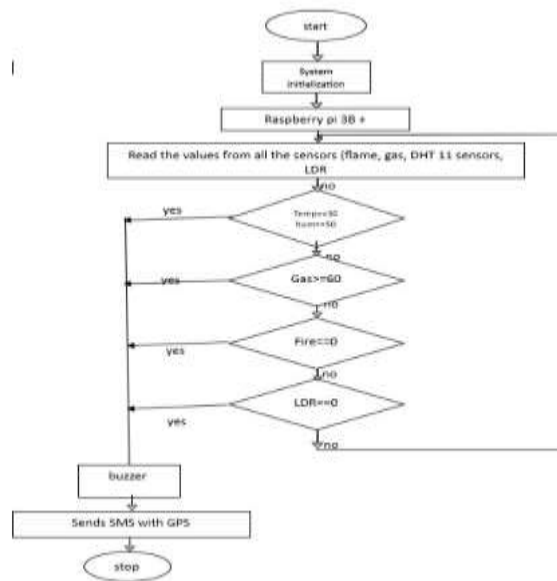 start
System
initielization
Raspberry pi 3B +
Read the values from all the sensors (flame, gas, DHT 11 sensors,
LDR
no
yes
no
yes
Gas>=60
no
yes
Fire==0
no
yes
LDR==0
no
buzzer
Sends SMS with GPS
stop